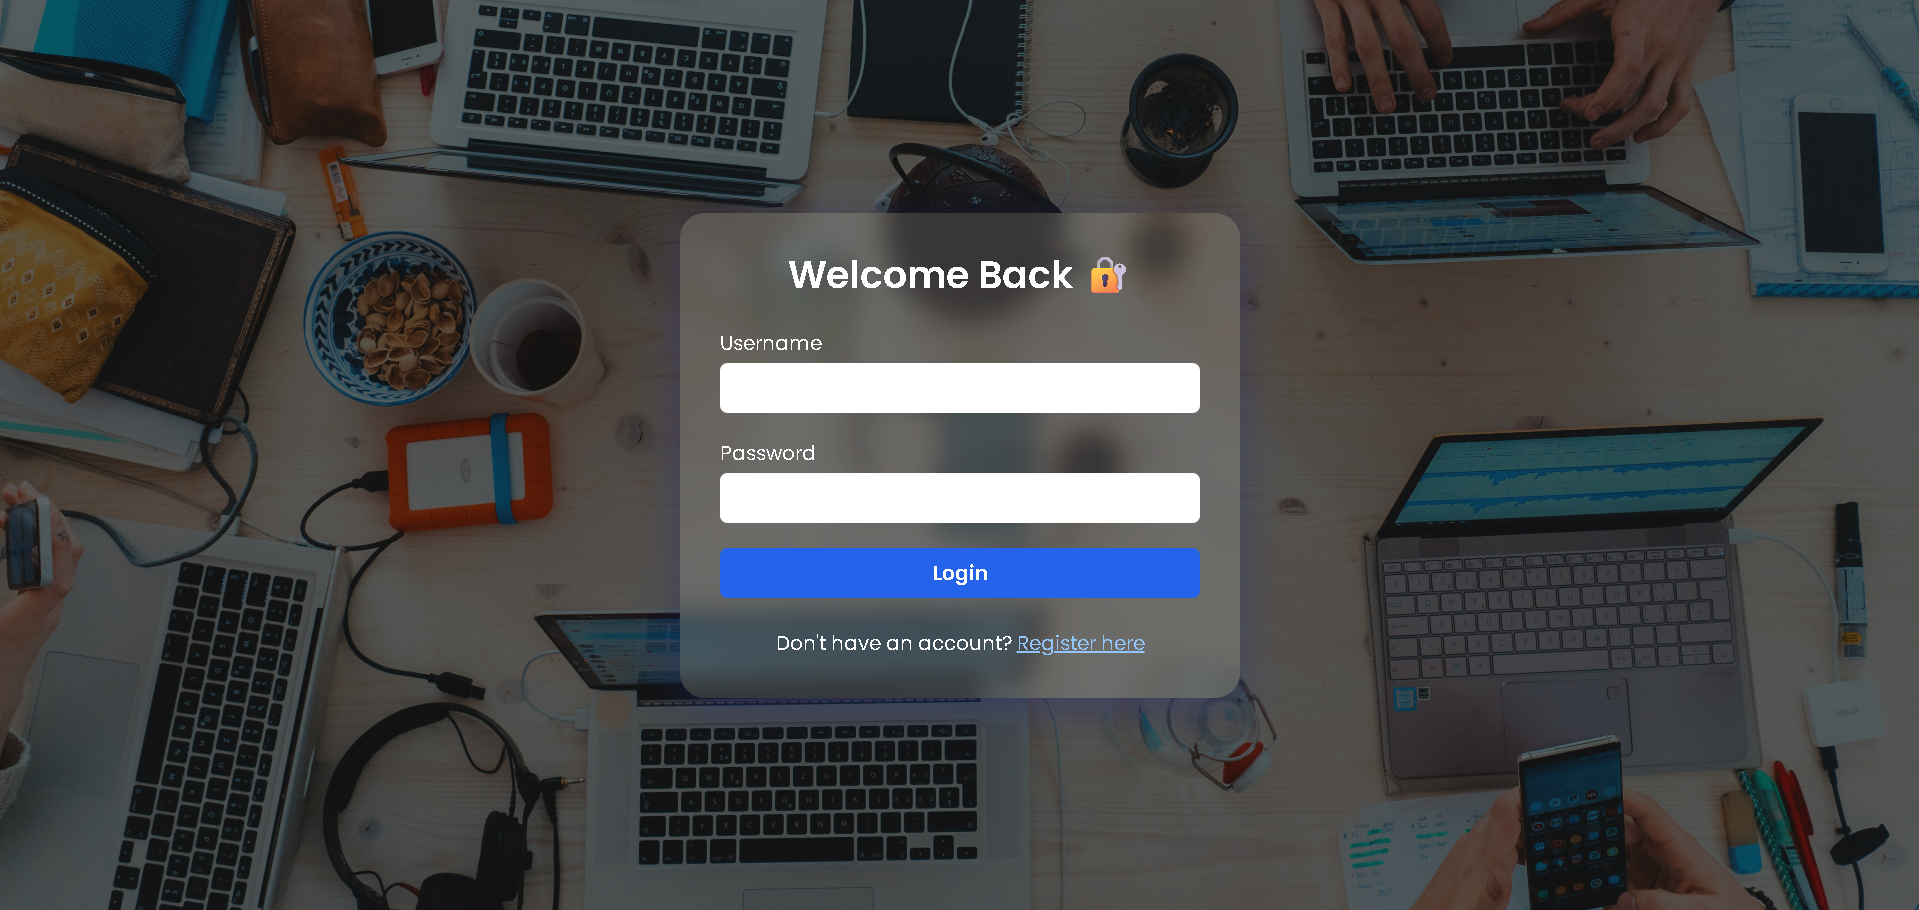 Welcome Back 🔐
Username
Password
Login
Don't have an account? Register here